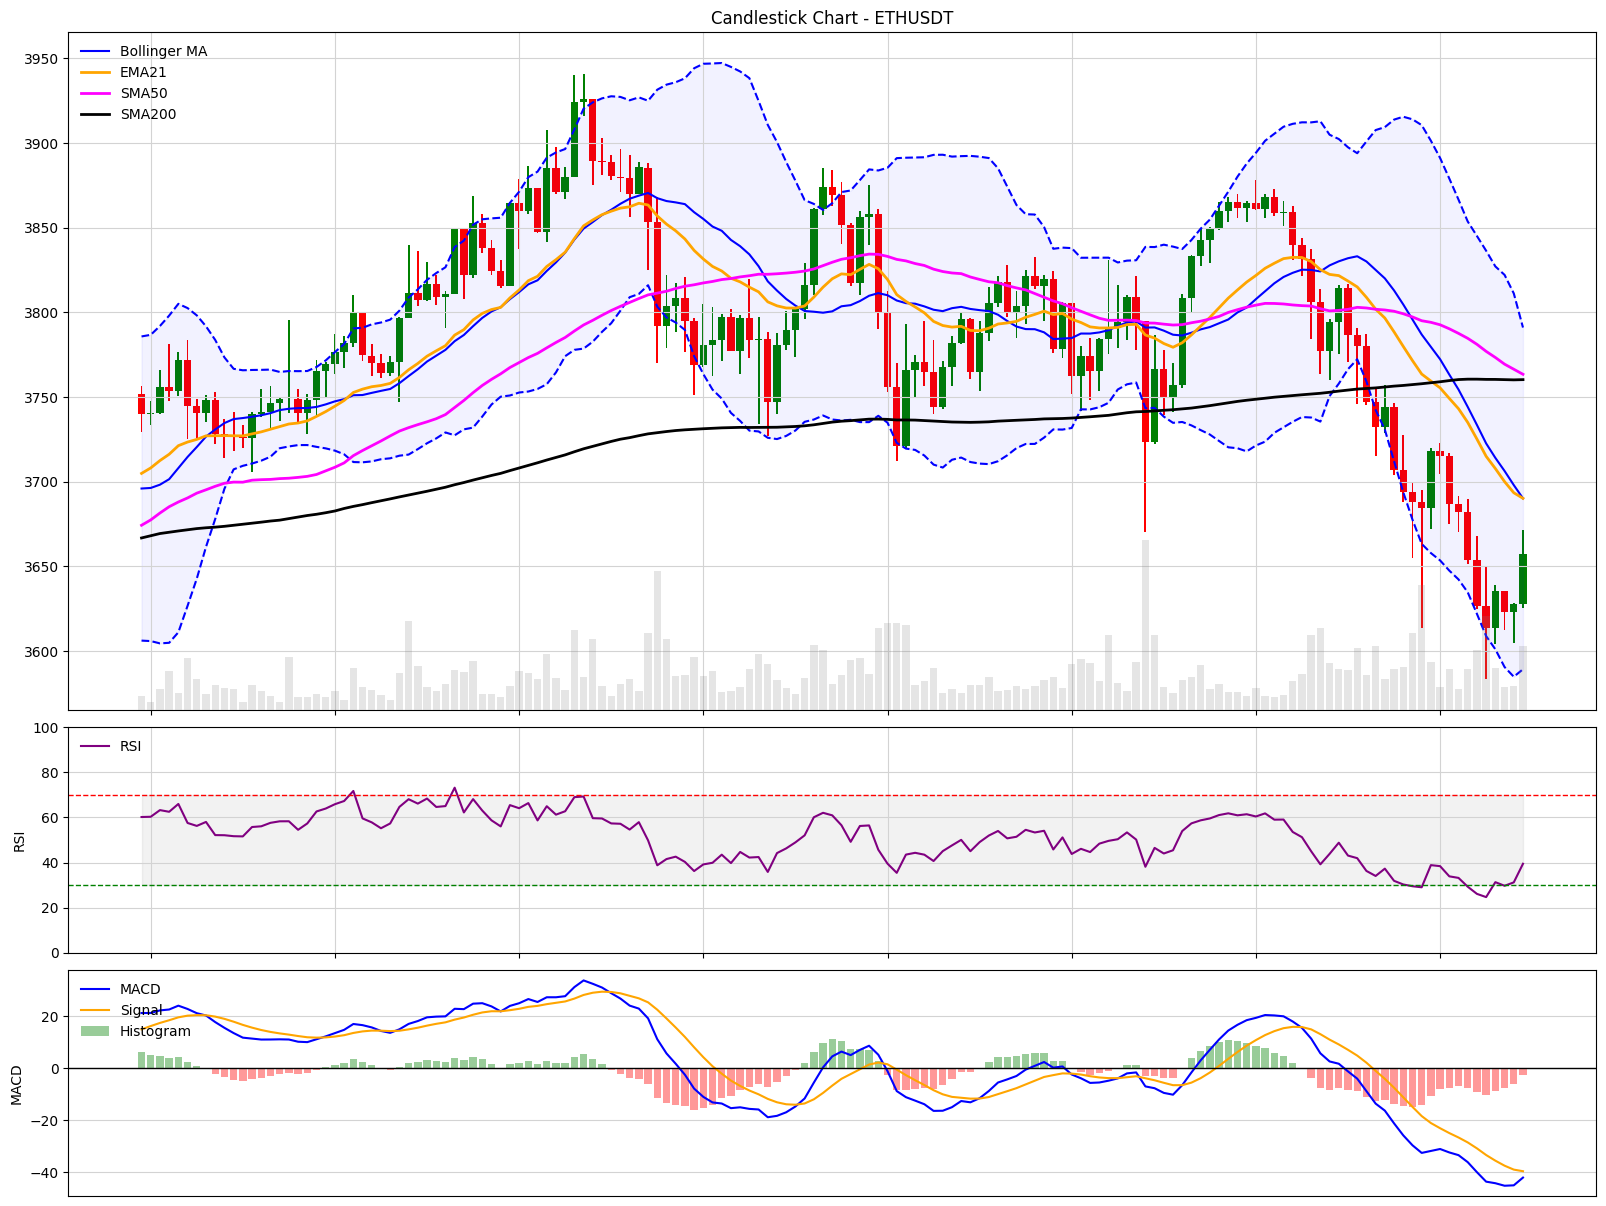 Candlestick Chart - ETHUSDT
Bollinger MA
EMA21
SMA50
SMA200
3950
3900
3850
3800
3750
3700
3650
3600
RSI
RSI
100
80
60
40
20
0
MACD
Signal
Histogram
MACD
20
0
−20
−40